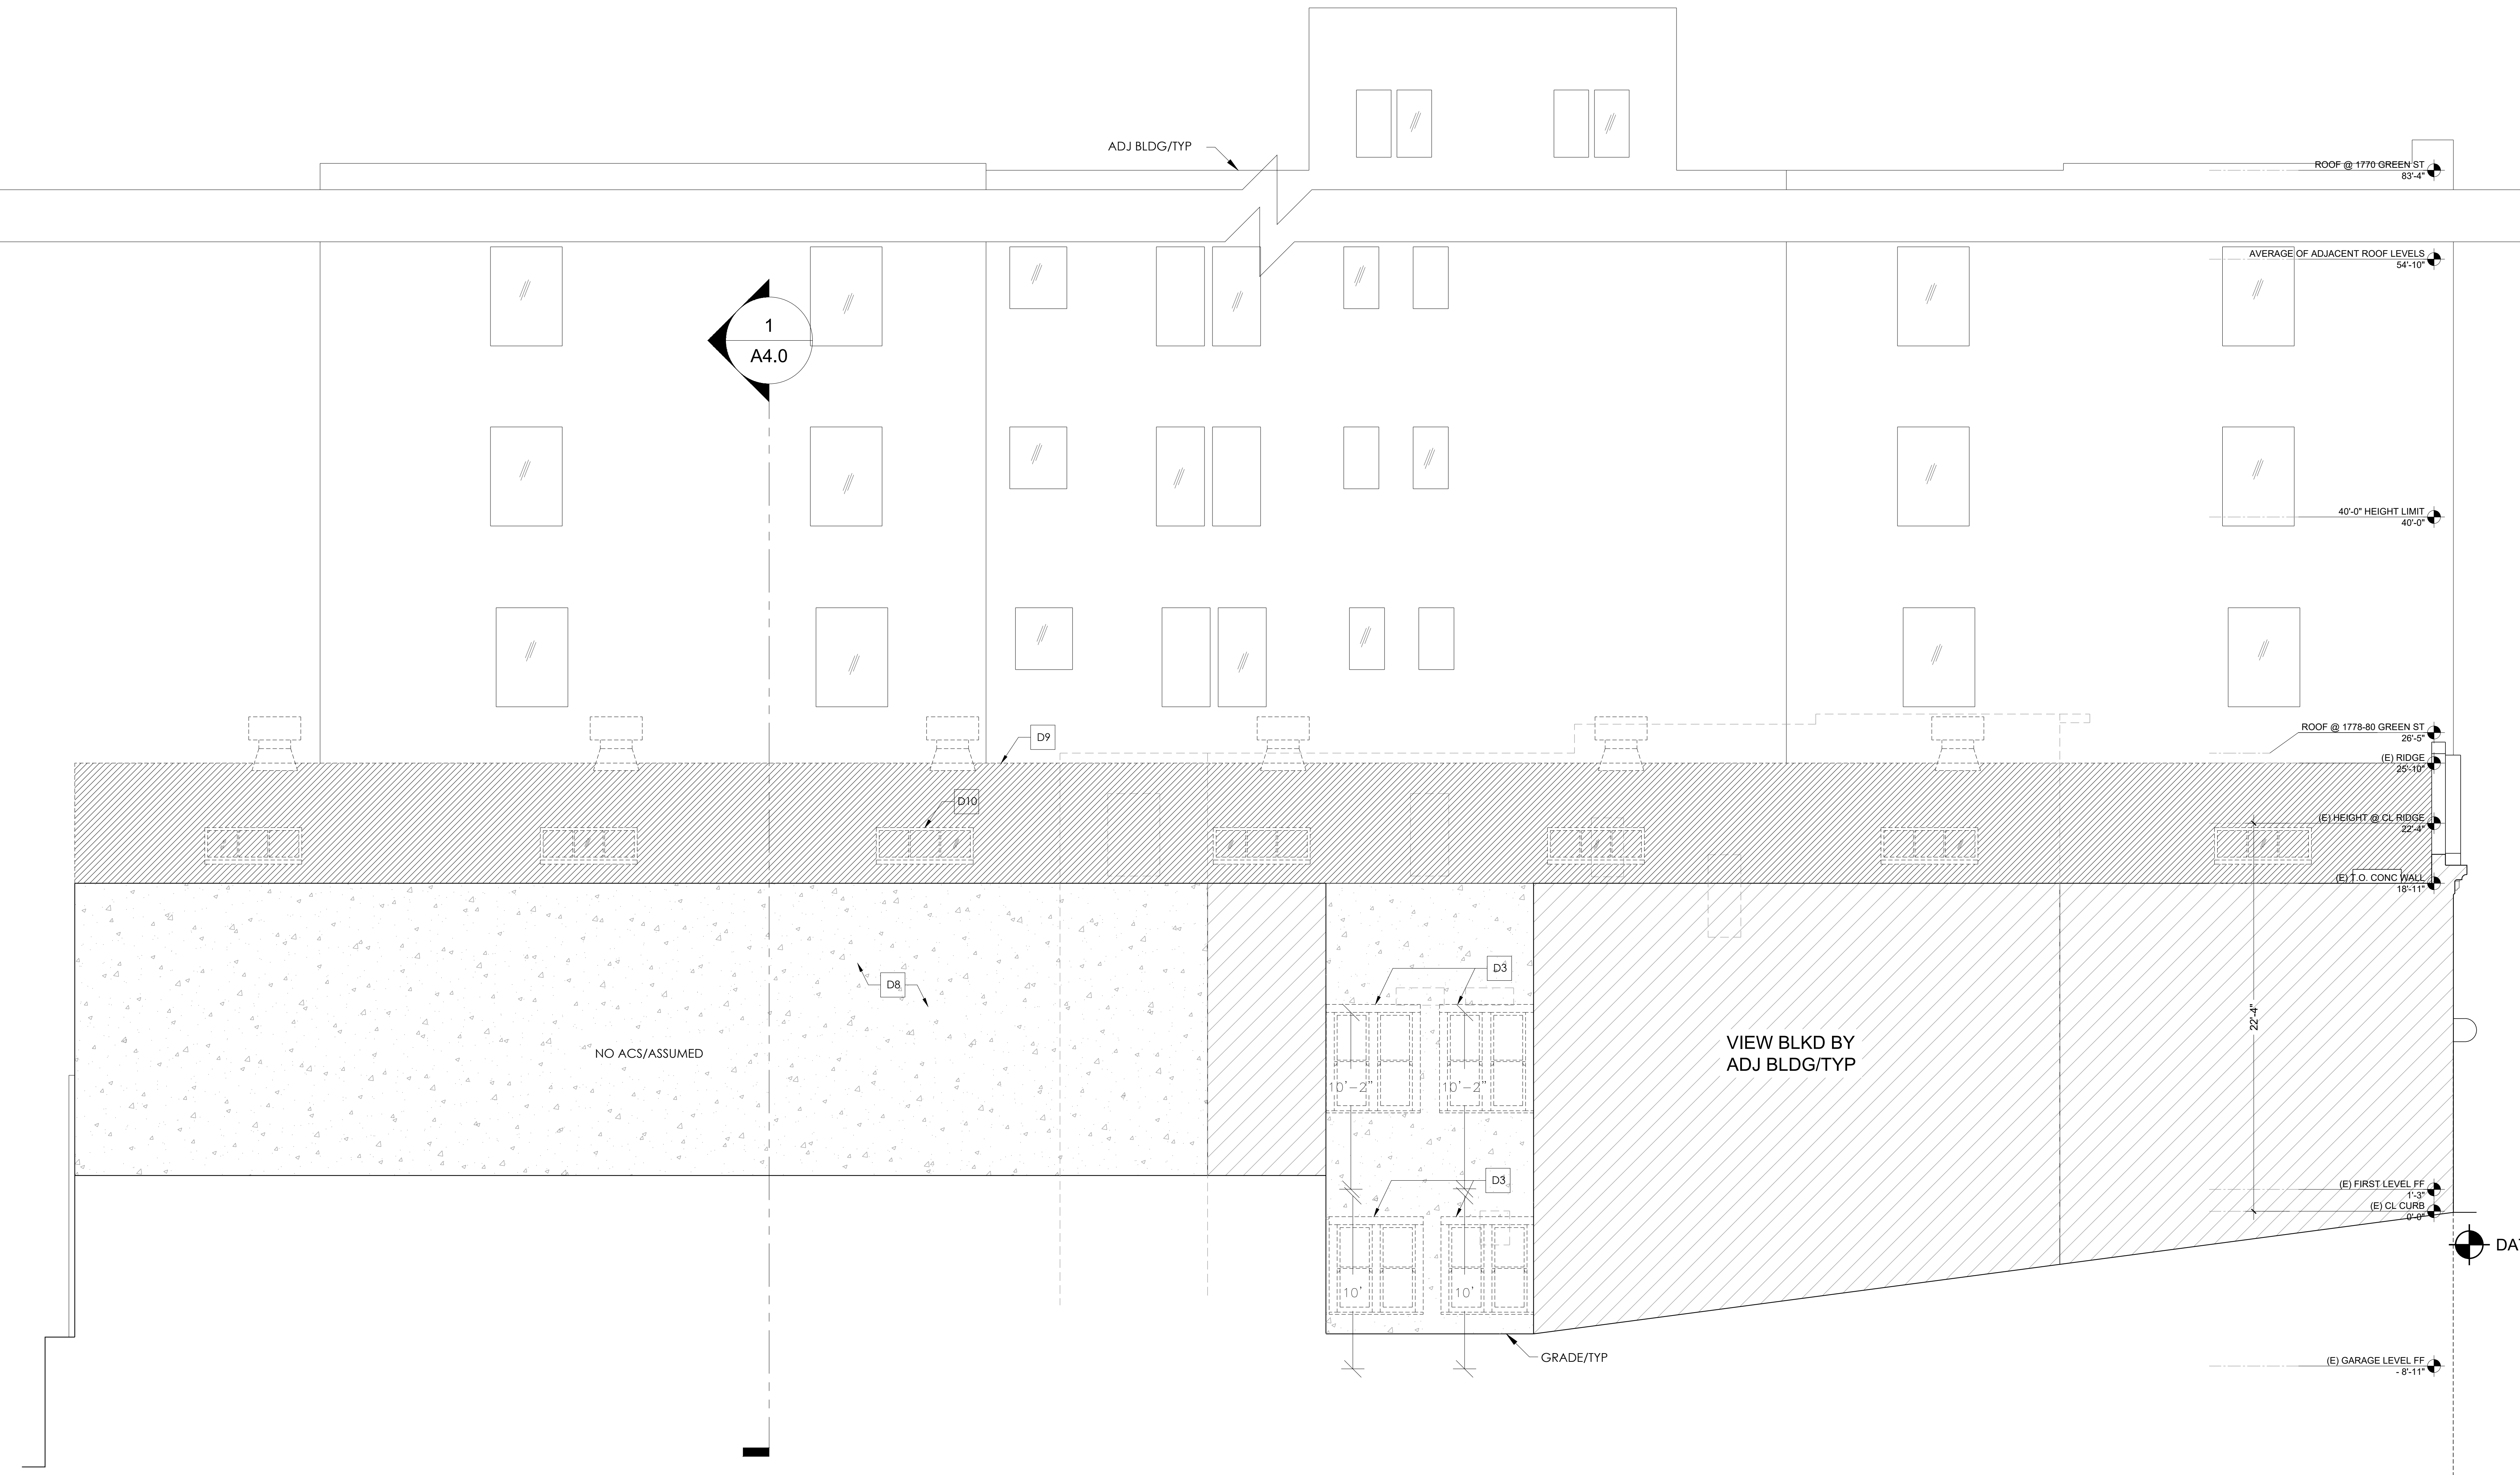 ADJ BLDG/TYP
ROOF @ 1770 GREEN ST
83'-4"
AVERAGE OF ADJACENT ROOF LEVELS
54'-10"
1
A4.0
40'-0" HEIGHT LIMIT
40'-0"
D9
ROOF @ 1778-80 GREEN ST
26'-5"
(E) RIDGE
25'-10"
D10
(E) HEIGHT @ CL RIDGE
22'-4"
(E) T.O. CONC WALL
18'-11"
D3
D8
22'-4"
NO ACS/ASSUMED
VIEW BLKD BY
ADJ BLDG/TYP
10'-2"
10'-2"
D3
(E) FIRST LEVEL FF
1'-3"
(E) CL CURB
0'-0"
DAT
10'
10'
GRADE/TYP
(E) GARAGE LEVEL FF
- 8'-11"